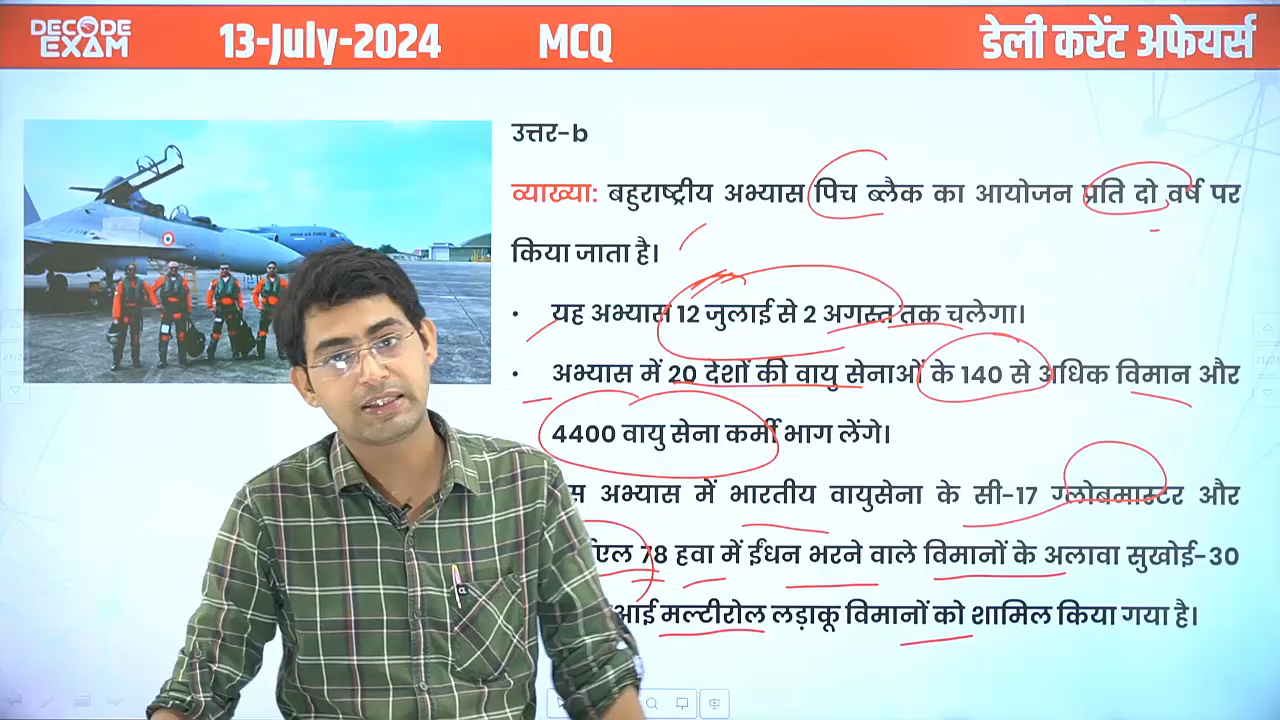 DECODE EXAM
13-July-2024
MCQ
डेली करेंट अफेयर्स
उत्तर-b
व्याख्या: बहुराष्ट्रीय अभ्यास पिच ब्लैक का आयोजन प्रति दो वर्ष पर
किया जाता है।
• यह अभ्यास 12 जुलाई से 2 अगस्त तक चलेगा।
• अभ्यास में 20 देशों की वायु सेनाओं के 140 से अधिक विमान और
4400 वायु सेना कर्मी भाग लेंगे।
अभ्यास में भारतीय वायुसेना के सी-17 ग्लोबमास्टर और
78 हवा में ईंधन भरने वाले विमानों के अलावा सुखोई-30
मल्टीरोल लड़ाकू विमानों को शामिल किया गया है।